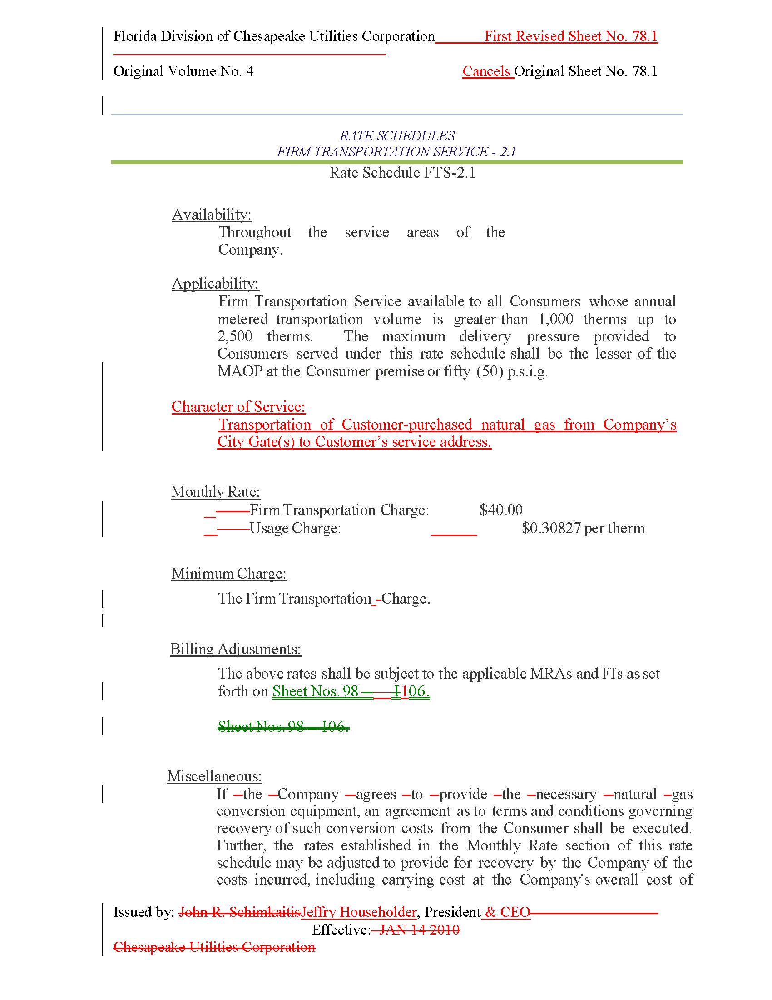 Florida Division of Chesapeake Utilities Corporation First Revised Sheet No. 78.1
Original Volume No. 4 Cancels Original Sheet No. 78.1
RATE SCHEDULES
FIRM TRANSPORTATION SERVICE - 2.1
Rate Schedule FTS-2.1
Availability:
Throughout the service areas of the
Company.
Applicability:
Firm Transportation Service available to all Consumers whose annual
metered transportation volume is greater than 1,000 therms up to
2,500 therms. The maximum delivery pressure provided to
Consumers served under this rate schedule shall be the lesser of the
MAOP at the Consumer premise or fifty (50) p.s.i.g.
Character of Service:
Transportation of Customer-purchased natural gas from Company’s
City Gate(s) to Customer’s service address.
Monthly Rate:
Firm Transportation Charge: $40.00
Usage Charge: $0.30827 per therm
Minimum Charge:
The Firm Transportation Charge.
Billing Adjustments:
The above rates shall be subject to the applicable MRAs and FTs as set
forth on Sheet Nos. 98 – I106.
Sheet Nos. 98 – I06.
Miscellaneous:
If the Company agrees to provide the necessary natural gas
conversion equipment, an agreement as to terms and conditions governing
recovery of such conversion costs from the Consumer shall be executed.
Further, the rates established in the Monthly Rate section of this rate
schedule may be adjusted to provide for recovery by the Company of the
costs incurred, including carrying cost at the Company's overall cost of
Issued by: John R. SchimkaitisJeffry Householder, President & CEO
Effective: JAN 14 2010
Chesapeake Utilities Corporation